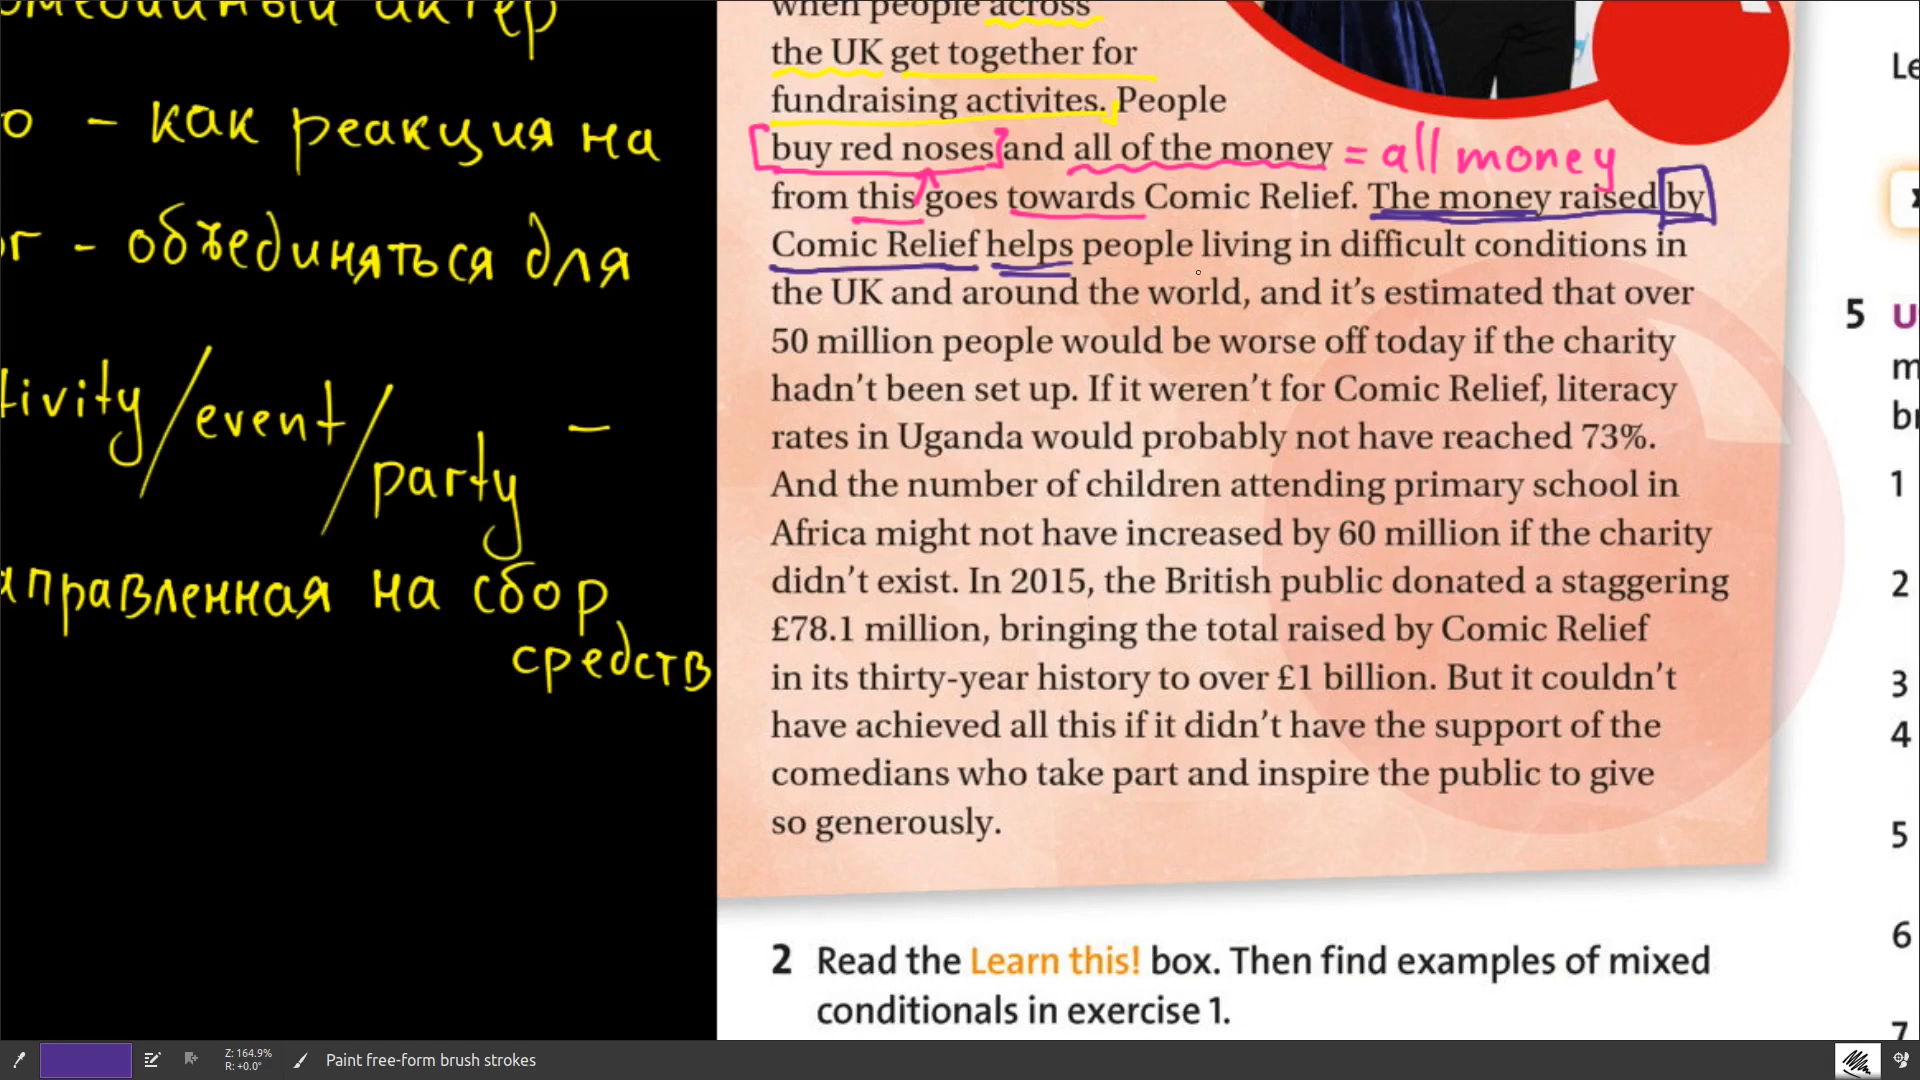 комедийный актер
о - как реакция на
or - объединяться для
tivity/event/party -
аправленная на сбор
средств
when people across
the UK get together for
fundraising activites. People
buy red noses and all of the money = all money
from this goes towards Comic Relief. The money raised by
Comic Relief helps people living in difficult conditions in
the UK and around the world, and it's estimated that over
50 million people would be worse off today if the charity
hadn't been set up. If it weren't for Comic Relief, literacy
rates in Uganda would probably not have reached 73%.
And the number of children attending primary school in
Africa might not have increased by 60 million if the charity
didn't exist. In 2015, the British public donated a staggering
£78.1 million, bringing the total raised by Comic Relief
in its thirty-year history to over £1 billion. But it couldn't
have achieved all this if it didn't have the support of the
comedians who take part and inspire the public to give
so generously.
2 Read the Learn this! box. Then find examples of mixed
conditionals in exercise 1.
Le
5 U
m
br
1
2
3
4
5
6
7
Z: 164.9%
R: +0.0°
Paint free-form brush strokes